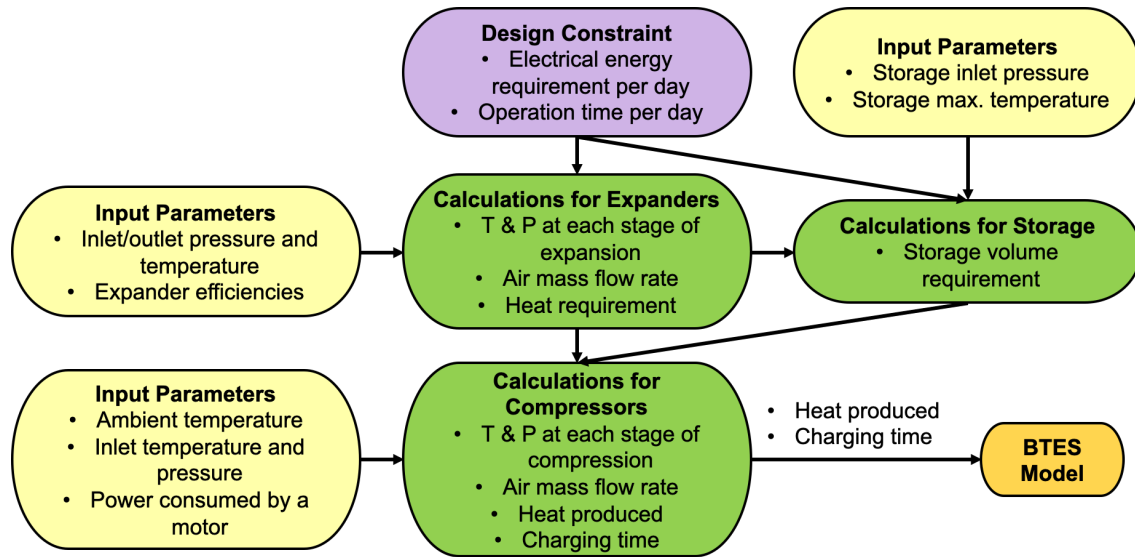 Design Constraint
• Electrical energy
requirement per day
• Operation time per day
Input Parameters
• Storage inlet pressure
• Storage max. temperature
Input Parameters
• Inlet/outlet pressure and
temperature
• Expander efficiencies
Calculations for Expanders
• T & P at each stage of
expansion
• Air mass flow rate
• Heat requirement
Calculations for Storage
• Storage volume
requirement
Input Parameters
• Ambient temperature
• Inlet temperature and
pressure
• Power consumed by a
motor
Calculations for
Compressors
• T & P at each stage of
compression
• Air mass flow rate
• Heat produced
• Charging time
• Heat produced
• Charging time
BTES
Model